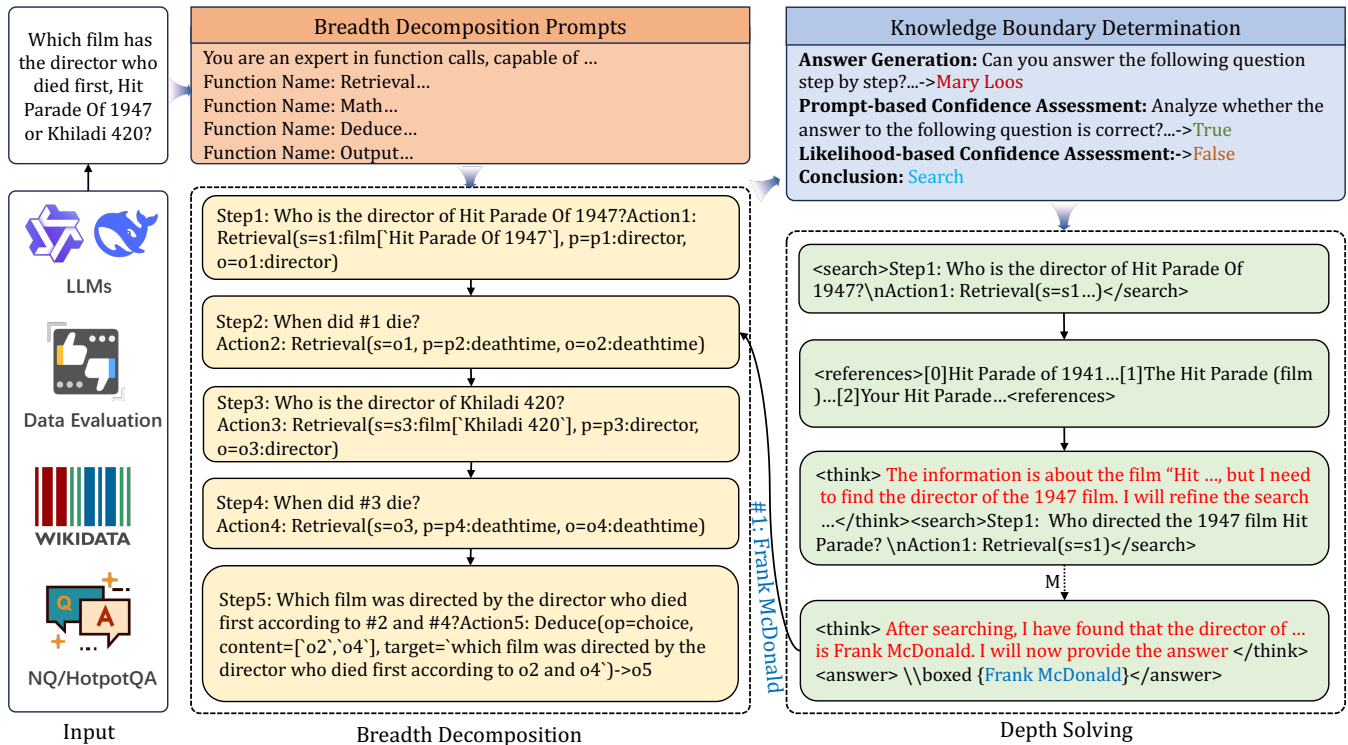 Which film has
the director who
died first, Hit
Parade Of 1947
or Khiladi 420?
LLMs
Data Evaluation
WIKIDATA
Q
A
NQ/HotpotQA
Input
Breadth Decomposition Prompts
You are an expert in function calls, capable of …
Function Name: Retrieval…
Function Name: Math…
Function Name: Deduce…
Function Name: Output…
Step1: Who is the director of Hit Parade Of 1947?Action1:
Retrieval(s=s1:film[`Hit Parade Of 1947`], p=p1:director,
o=o1:director)
Step2: When did #1 die?
Action2: Retrieval(s=o1, p=p2:deathtime, o=o2:deathtime)
Step3: Who is the director of Khiladi 420?
Action3: Retrieval(s=s3:film[`Khiladi 420`], p=p3:director,
o=o3:director)
Step4: When did #3 die?
Action4: Retrieval(s=o3, p=p4:deathtime, o=o4:deathtime)
Step5: Which film was directed by the director who died
first according to #2 and #4?Action5: Deduce(op=choice,
content=[`o2`,`o4`], target=`which film was directed by the
director who died first according to o2 and o4`)->o5
Breadth Decomposition
#1: Frank McDonald
Knowledge Boundary Determination
Answer Generation: Can you answer the following question
step by step?...->Mary Loos
Prompt-based Confidence Assessment: Analyze whether the
answer to the following question is correct?...->True
Likelihood-based Confidence Assessment:->False
Conclusion: Search
<search>Step1: Who is the director of Hit Parade Of
1947?\nAction1: Retrieval(s=s1…)</search>
<references>[0]Hit Parade of 1941…[1]The Hit Parade (film
)…[2]Your Hit Parade…<references>
<think> The information is about the film “Hit …, but I need
to find the director of the 1947 film. I will refine the search
…</think><search>Step1: Who directed the 1947 film Hit
Parade? \nAction1: Retrieval(s=s1)</search>
M
<think> After searching, I have found that the director of …
is Frank McDonald. I will now provide the answer </think>
<answer> \\boxed {Frank McDonald}</answer>
Depth Solving